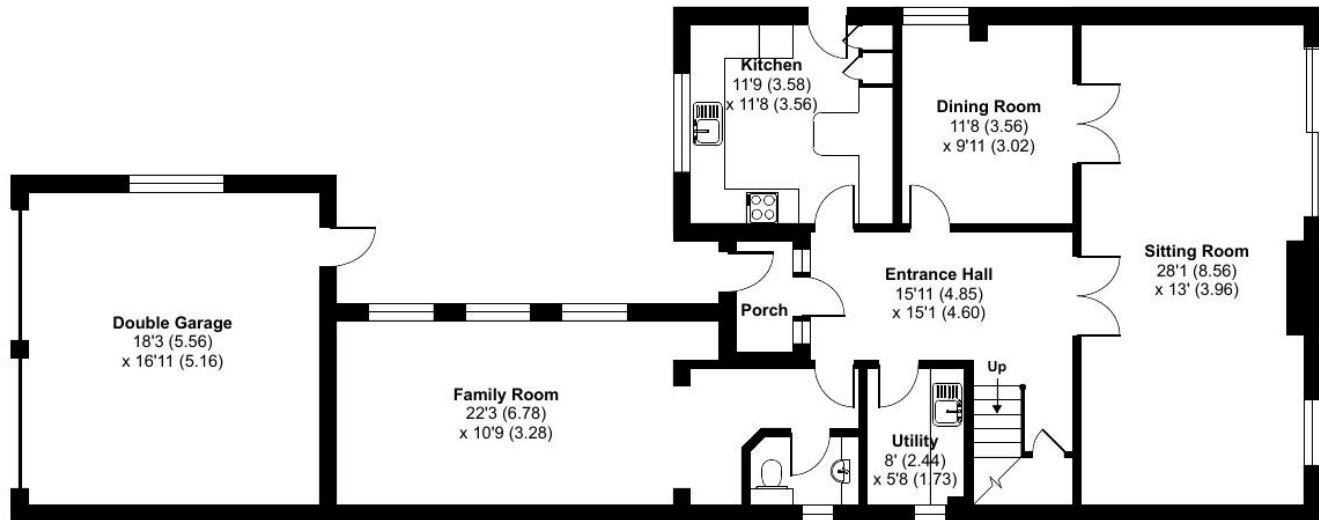 Kitchen
11'9 (3.58)
x 11'8 (3.56)
Dining Room
11'8 (3.56)
x 9'11 (3.02)
Sitting Room
28'1 (8.56)
x 13' (3.96)
Entrance Hall
15'11 (4.85)
x 15'1 (4.60)
Porch
Double Garage
18'3 (5.56)
x 16'11 (5.16)
Family Room
22'3 (6.78)
x 10'9 (3.28)
Up
Utility
8' (2.44)
x 5'8 (1.73)